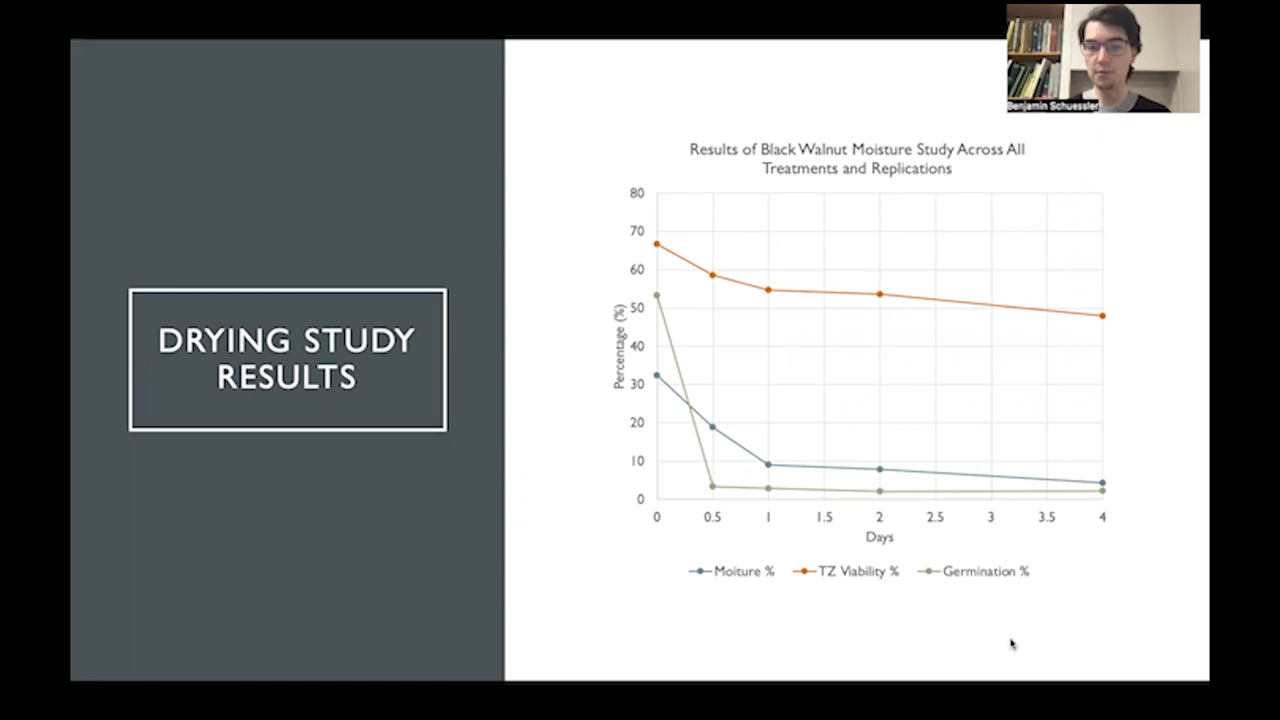 Benjamin Schuessler
DRYING STUDY
RESULTS
Results of Black Walnut Moisture Study Across All
Treatments and Replications
Percentage (%)
80
70
60
50
40
30
20
10
0
0 0.5 1 1.5 2 2.5 3 3.5 4
Days
Moiture % TZ Viability % Germination %